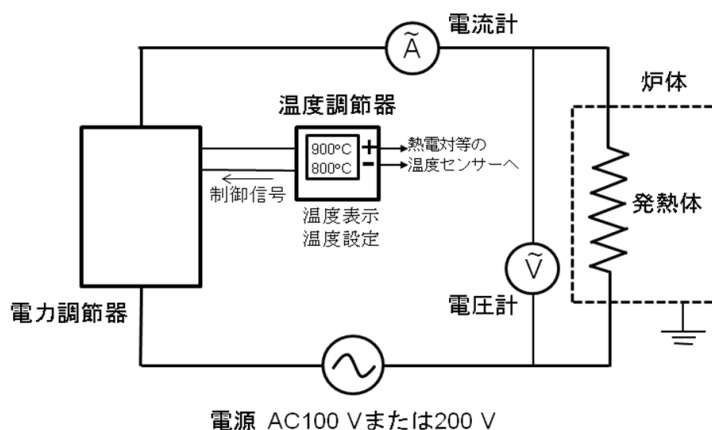 電流計
Ã
炉体
温度調節器
900℃
800℃
+
-
熱電対等の
温度センサーへ
制御信号
温度表示
温度設定
発熱体
Ṽ
電圧計
電力調節器
電源 AC100 Vまたは200 V